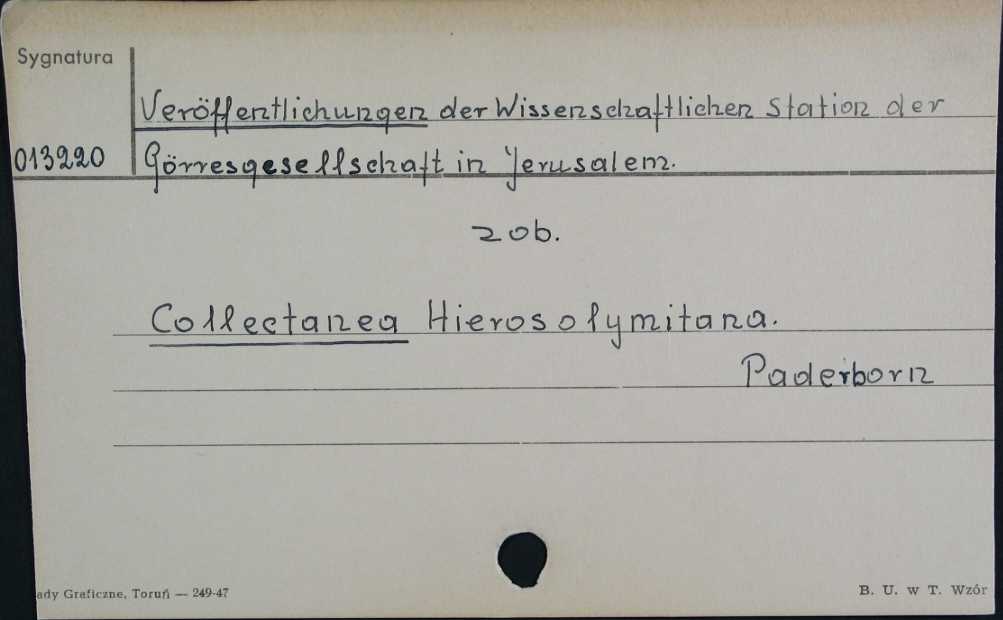 Sygnatura
Veröffentlichungen der Wissenschaftlichen Station der
013220 Görresgesellschaft in Jerusalem.
zob.
Collectanea Hierosolymitana.
Paderborn
ady Graficzne, Toruń — 249-47
B. U. w T. Wzór